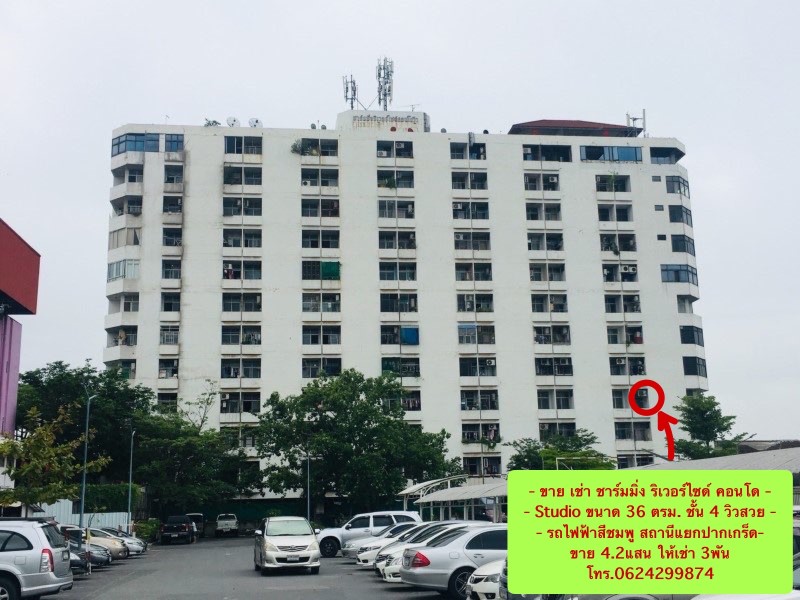 - ขาย เช่า ชาร์มมิ่ง ริเวอร์ไซด์ คอนโด -
- Studio ขนาด 36 ตรม. ชั้น 4 วิวสวย -
- รถไฟฟ้าสีชมพู สถานีแยกปากเกร็ด-
ขาย 4.2แสน ให้เช่า 3พัน
โทร.0624299874